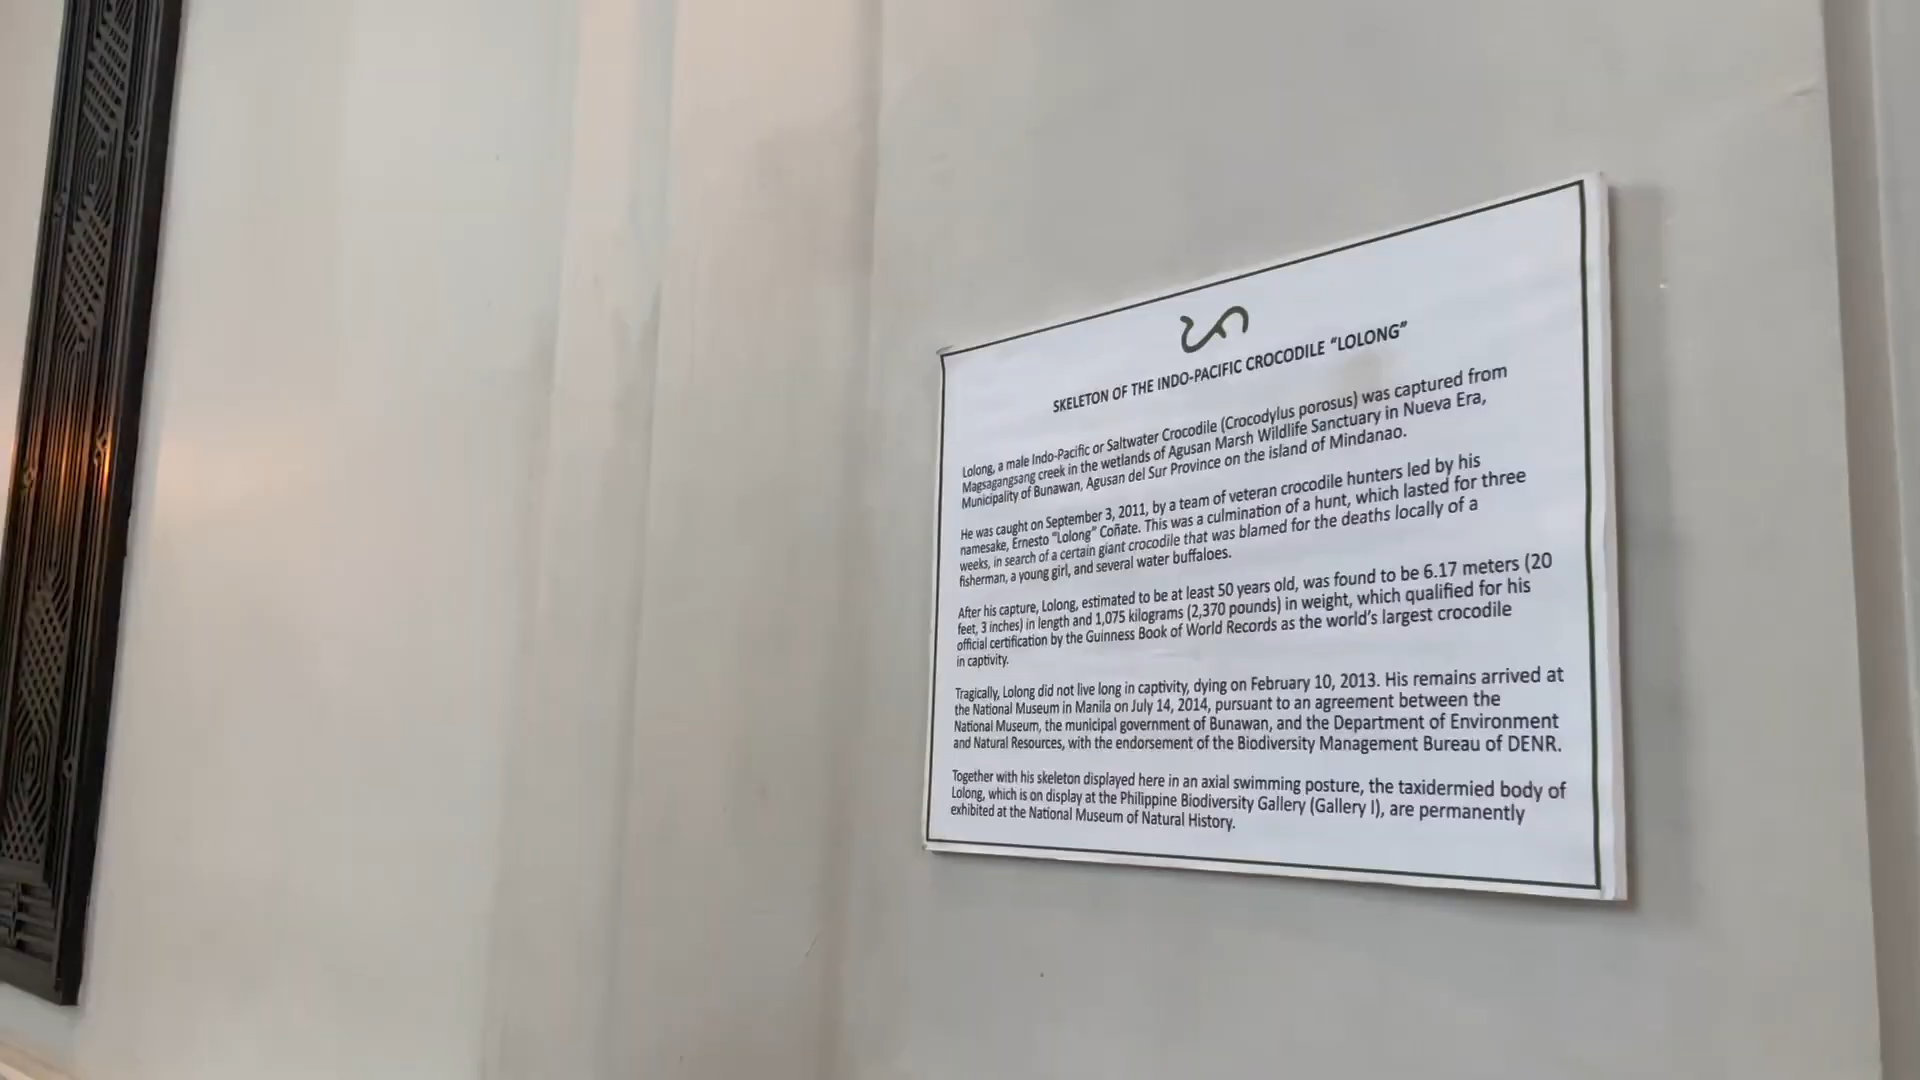 SKELETON OF THE INDO-PACIFIC CROCODILE “LOLONG”
Lolong, a male Indo-Pacific or Saltwater Crocodile (Crocodylus porosus) was captured from
Magsagangsang creek in the wetlands of Agusan Marsh Wildlife Sanctuary in Nueva Era,
Municipality of Bunawan, Agusan del Sur Province on the island of Mindanao.
He was caught on September 3, 2011, by a team of veteran crocodile hunters led by his
namesake, Ernesto “Lolong” Coñate. This was a culmination of a hunt, which lasted for three
weeks, in search of a certain giant crocodile that was blamed for the deaths locally of a
fisherman, a young girl, and several water buffaloes.
After his capture, Lolong, estimated to be at least 50 years old, was found to be 6.17 meters (20
feet, 3 inches) in length and 1,075 kilograms (2,370 pounds) in weight, which qualified for his
official certification by the Guinness Book of World Records as the world’s largest crocodile
in captivity.
Tragically, Lolong did not live long in captivity, dying on February 10, 2013. His remains arrived at
the National Museum in Manila on July 14, 2014, pursuant to an agreement between the
National Museum, the municipal government of Bunawan, and the Department of Environment
and Natural Resources, with the endorsement of the Biodiversity Management Bureau of DENR.
Together with his skeleton displayed here in an axial swimming posture, the taxidermied body of
Lolong, which is on display at the Philippine Biodiversity Gallery (Gallery I), are permanently
exhibited at the National Museum of Natural History.